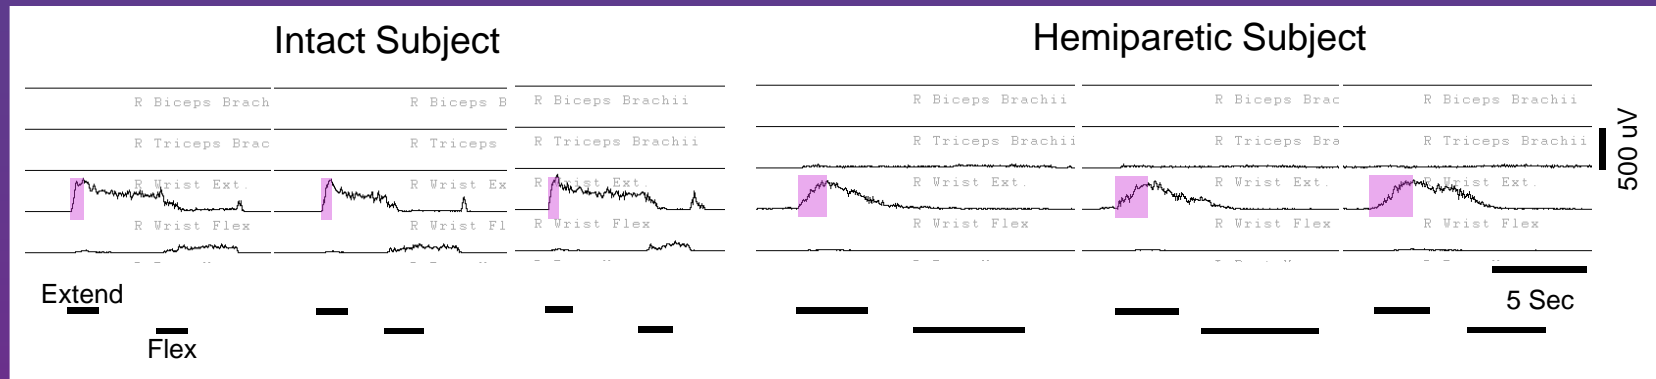 Intact Subject
Hemiparetic Subject
R Biceps Brach
R Triceps Brac
R Wrist Ext.
R Wrist Flex
R Biceps B
R Triceps
R Wrist Ex
R Wrist Fl
R Biceps Brachii
R Triceps Brachii
R Wrist Ext.
R Wrist Flex
R Biceps Brachii
R Triceps Brachii
R Wrist Ext.
R Wrist Flex
R Biceps Brac
R Triceps Bra
R Wrist Ext
R Wrist Flex
R Biceps Brachii
R Triceps Brachii
R Wrist Ext.
R Wrist Flex
500 uV
Extend
Flex
5 Sec